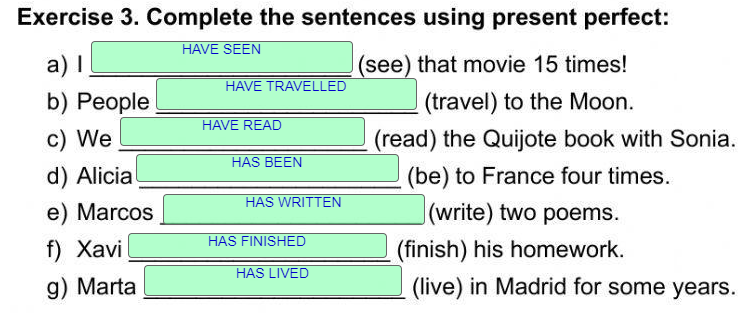 Exercise 3. Complete the sentences using present perfect:
a) I HAVE SEEN (see) that movie 15 times!
b) People HAVE TRAVELLED (travel) to the Moon.
c) We HAVE READ (read) the Quijote book with Sonia.
d) Alicia HAS BEEN (be) to France four times.
e) Marcos HAS WRITTEN (write) two poems.
f) Xavi HAS FINISHED (finish) his homework.
g) Marta HAS LIVED (live) in Madrid for some years.